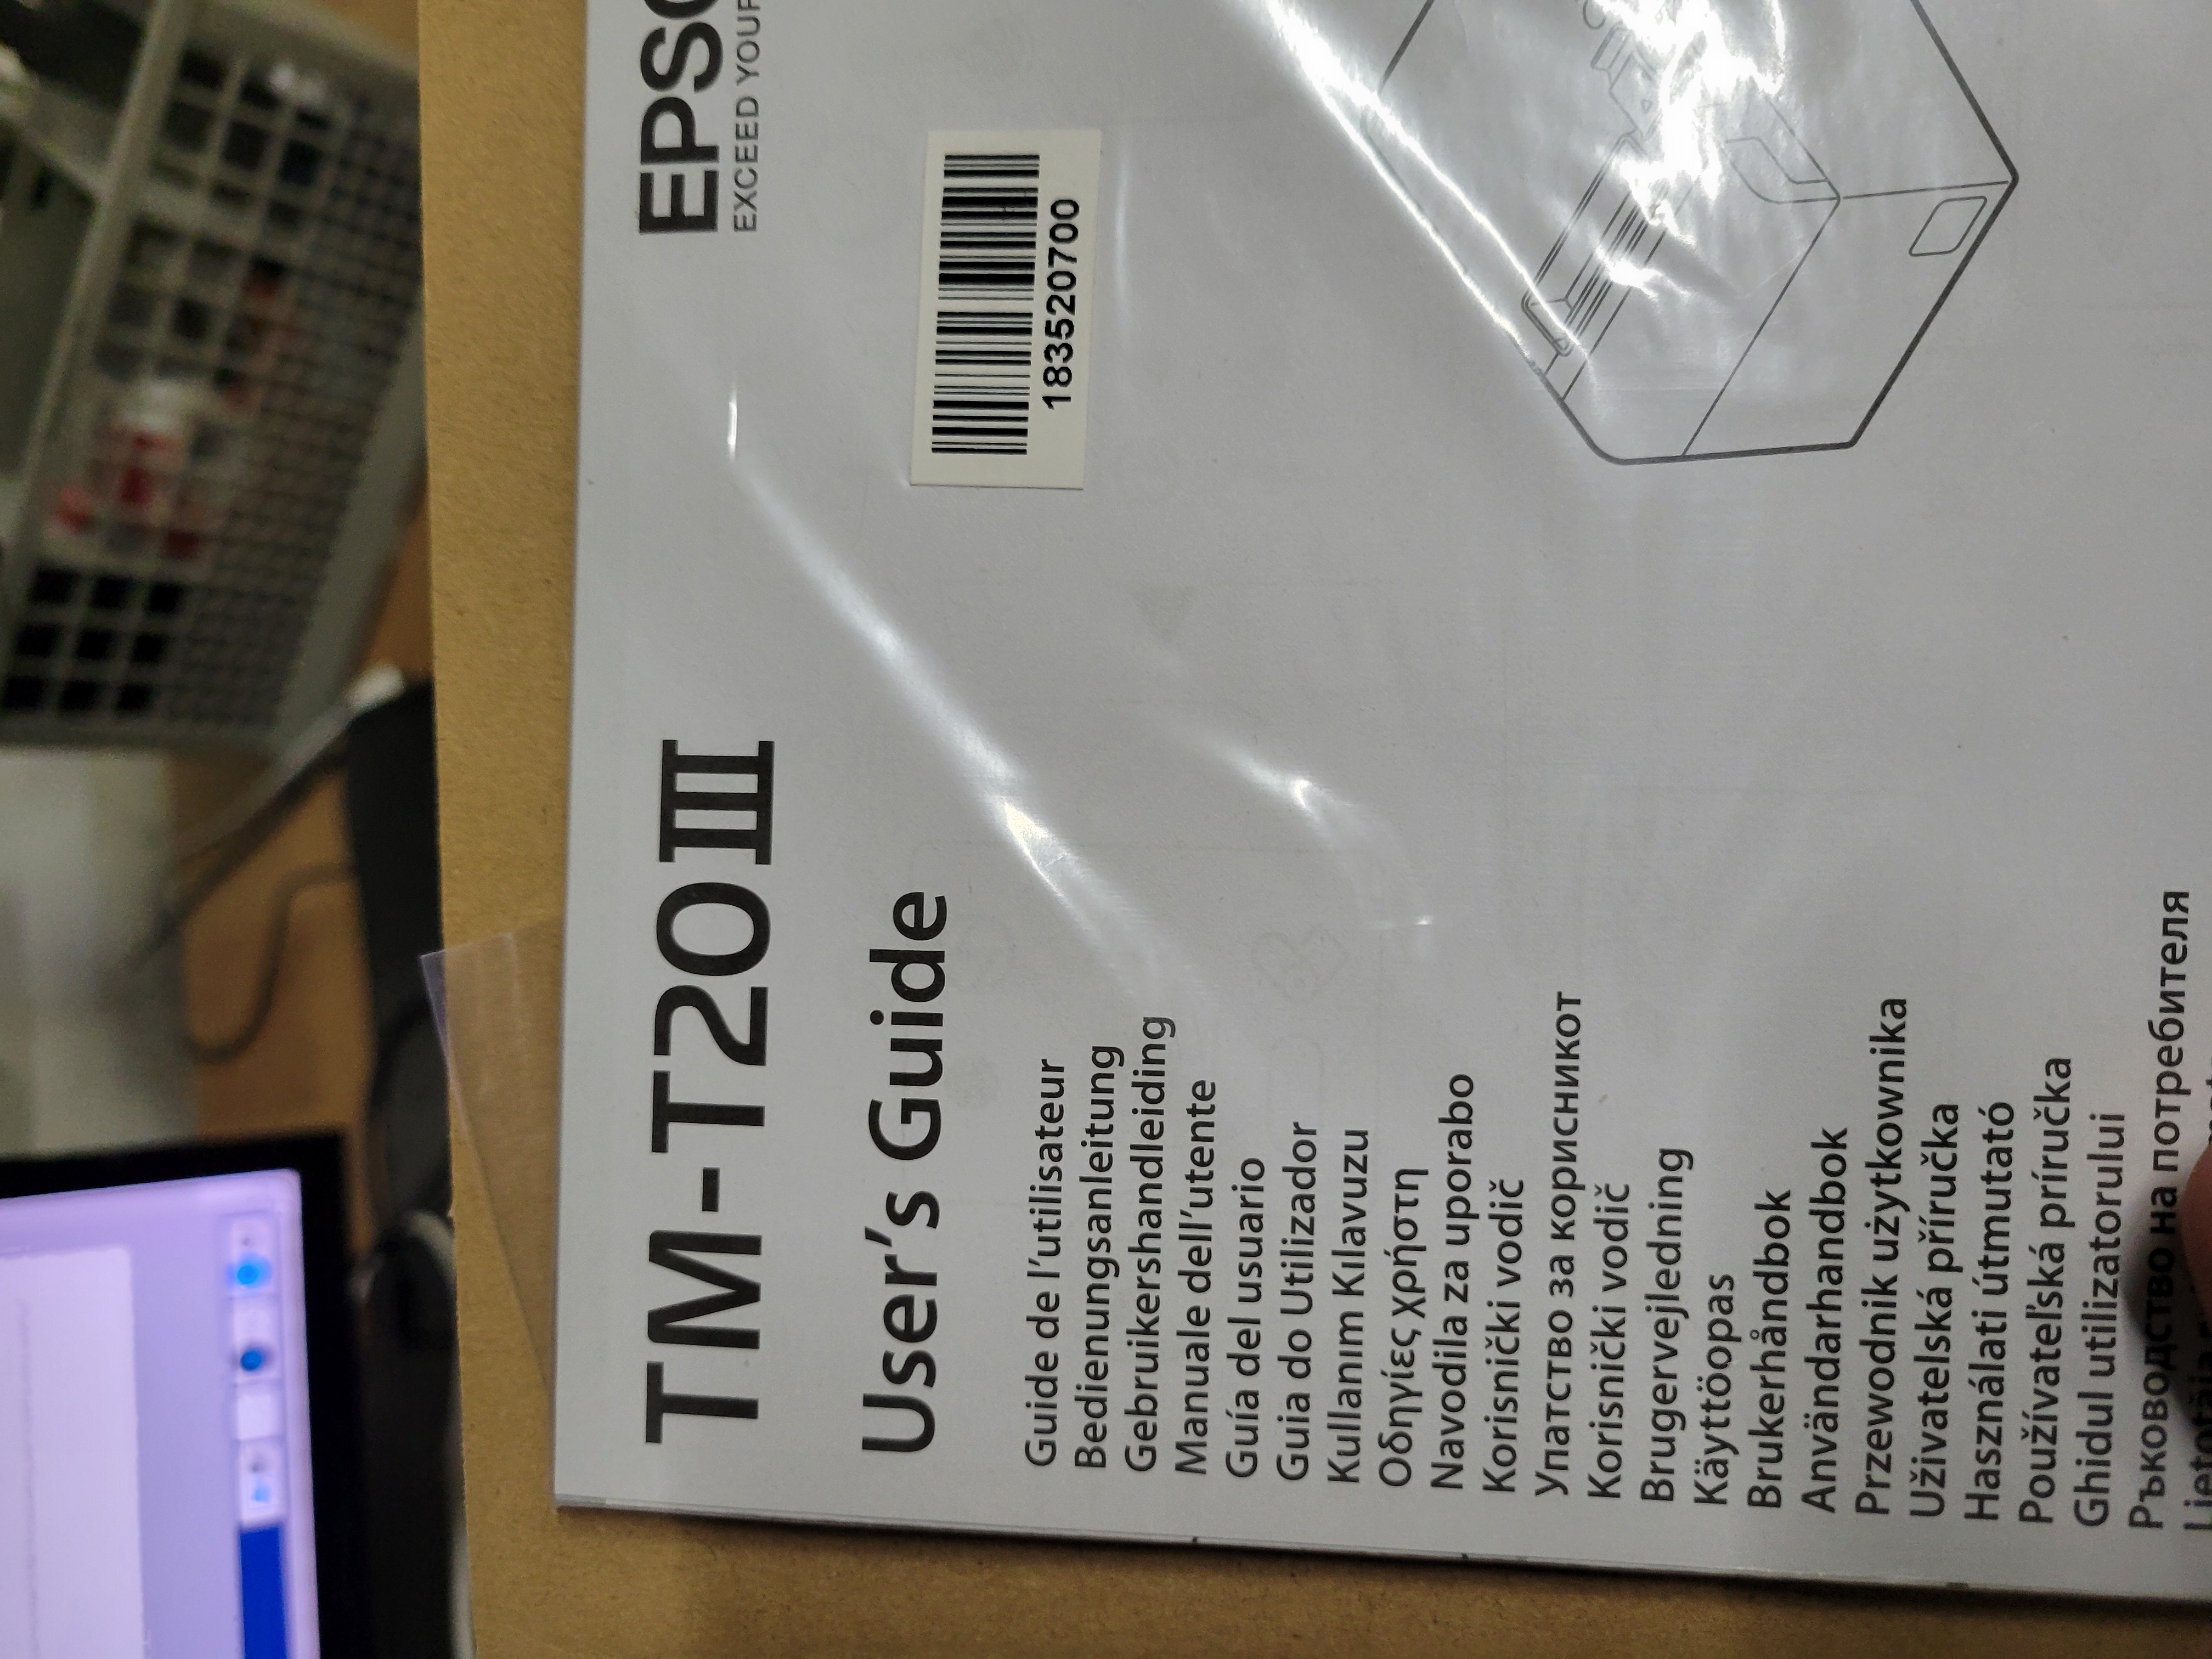 TM-T20III
EPSO
EXCEED YOUR
User's Guide
183520700
Guide de l'utilisateur
Bedienungsanleitung
Gebruikershandleiding
Manuale dell'utente
Guía del usuario
Guia do Utilizador
Kullanım Kılavuzu
Οδηγίες χρήστη
Navodila za uporabo
Korisnički vodič
Упатство за корисникот
Korisnički vodič
Brugervejledning
Käyttöopas
Brukerhåndbok
Användarhandbok
Przewodnik użytkownika
Uživatelská příručka
Használati útmutató
Používateľská príručka
Ghidul utilizatorului
Ръководство на потребителя